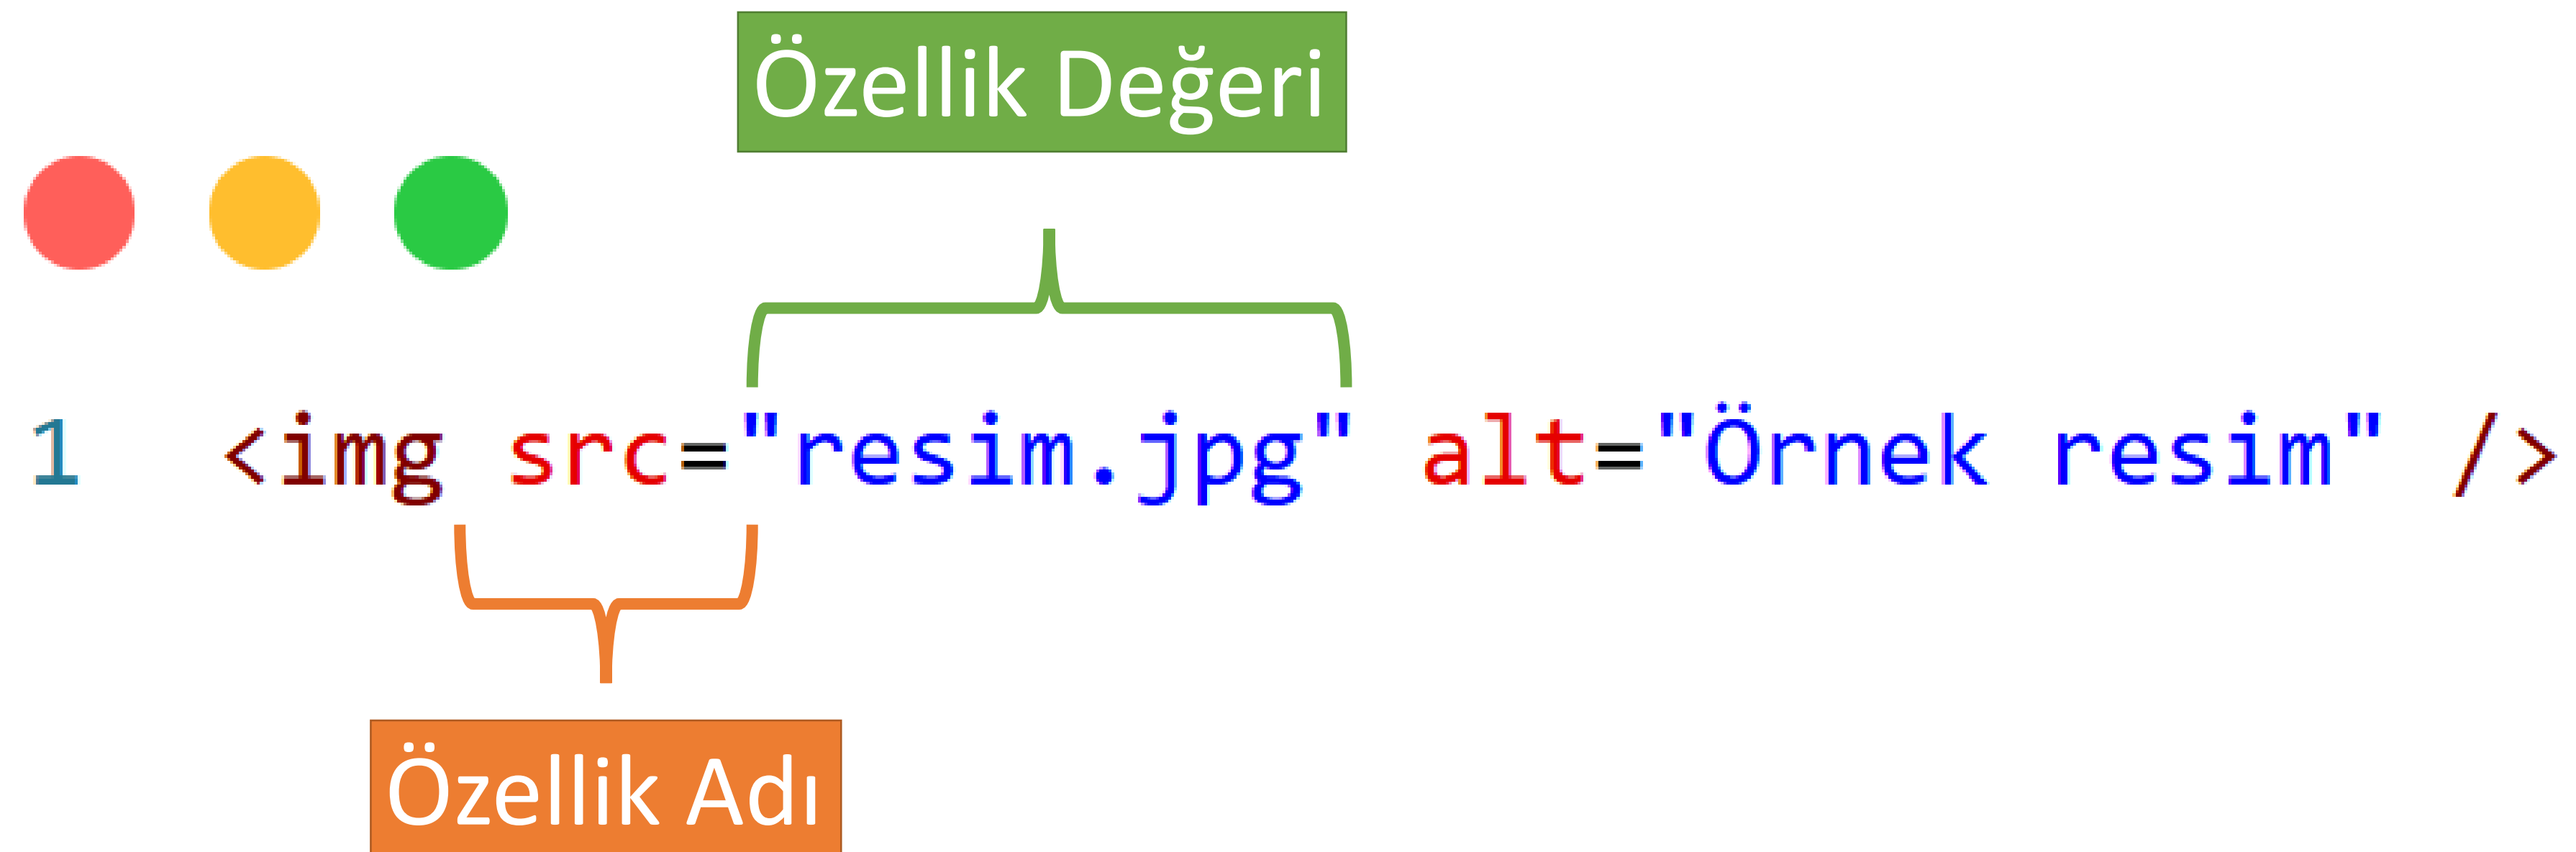 Özellik Değeri
1 <img src="resim.jpg" alt="Örnek resim" />
Özellik Adı